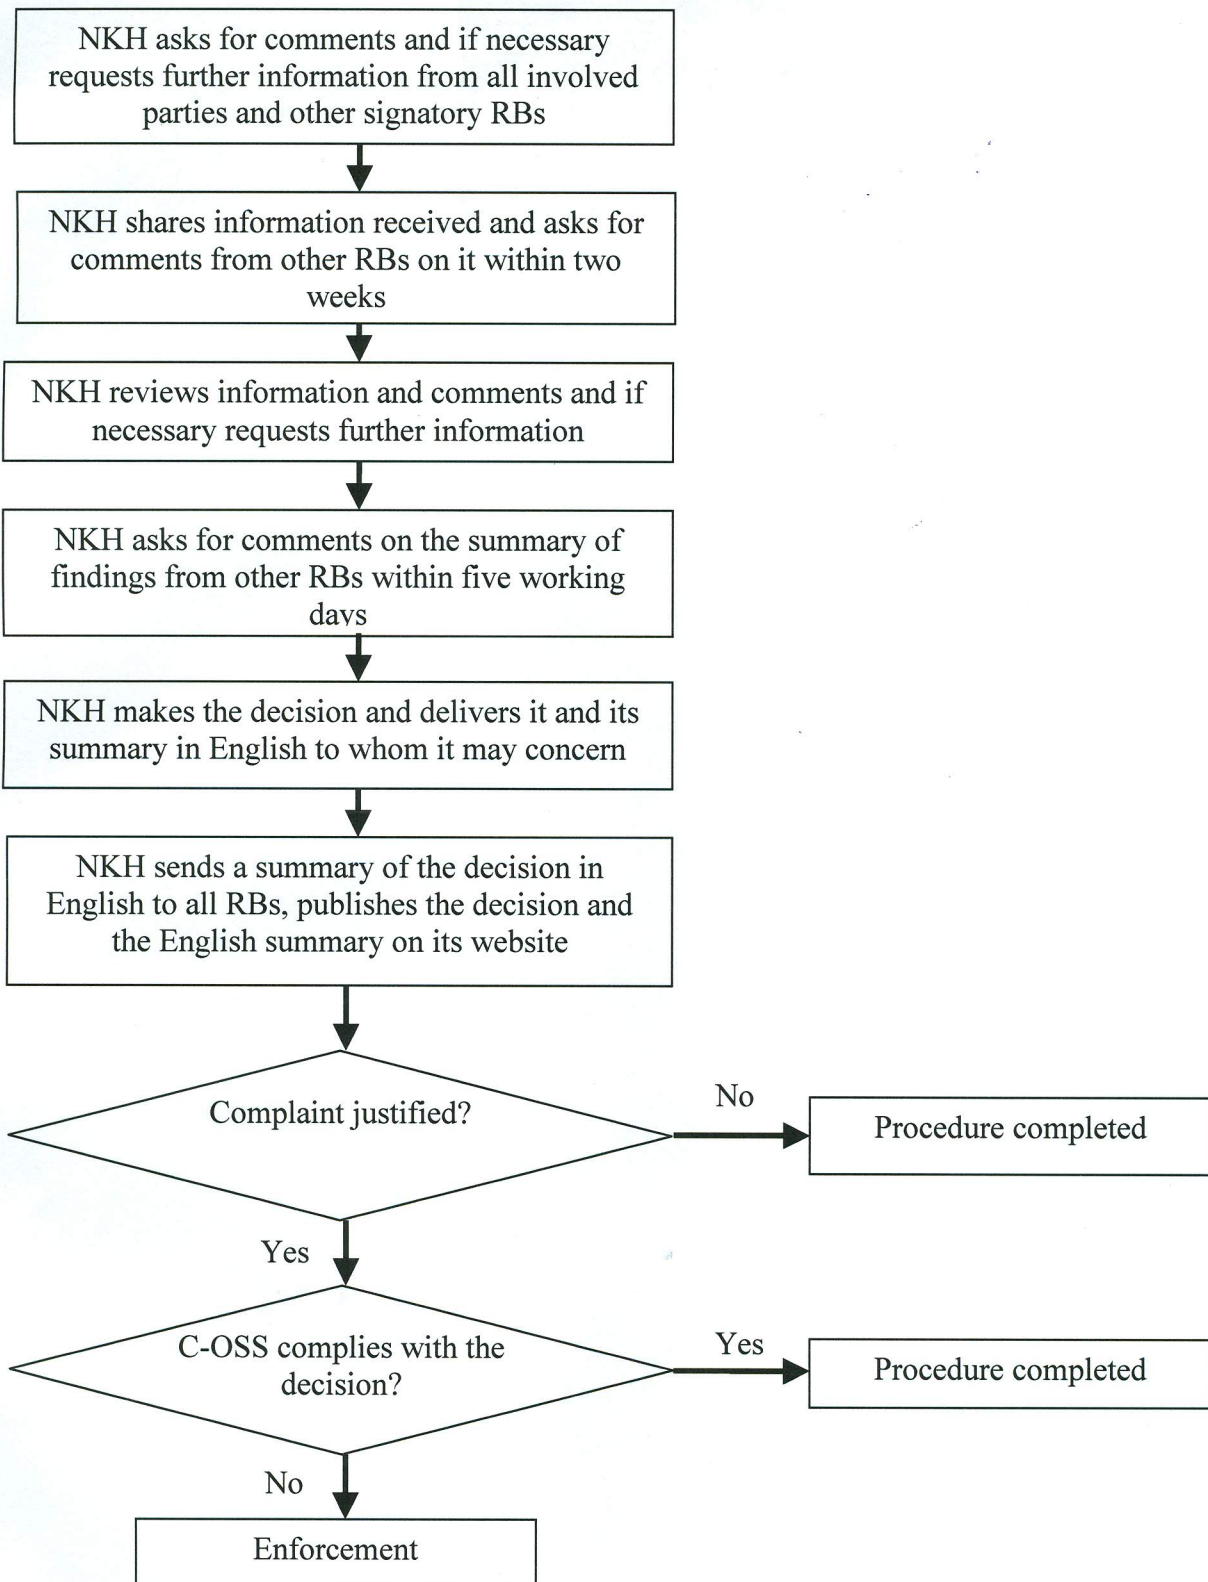 NKH asks for comments and if necessary
requests further information from all involved
parties and other signatory RBs
NKH shares information received and asks for
comments from other RBs on it within two
weeks
NKH reviews information and comments and if
necessary requests further information
NKH asks for comments on the summary of
findings from other RBs within five working
days
NKH makes the decision and delivers it and its
summary in English to whom it may concern
NKH sends a summary of the decision in
English to all RBs, publishes the decision and
the English summary on its website
Complaint justified?
No
Procedure completed
Yes
C-OSS complies with the
decision?
Yes
Procedure completed
No
Enforcement